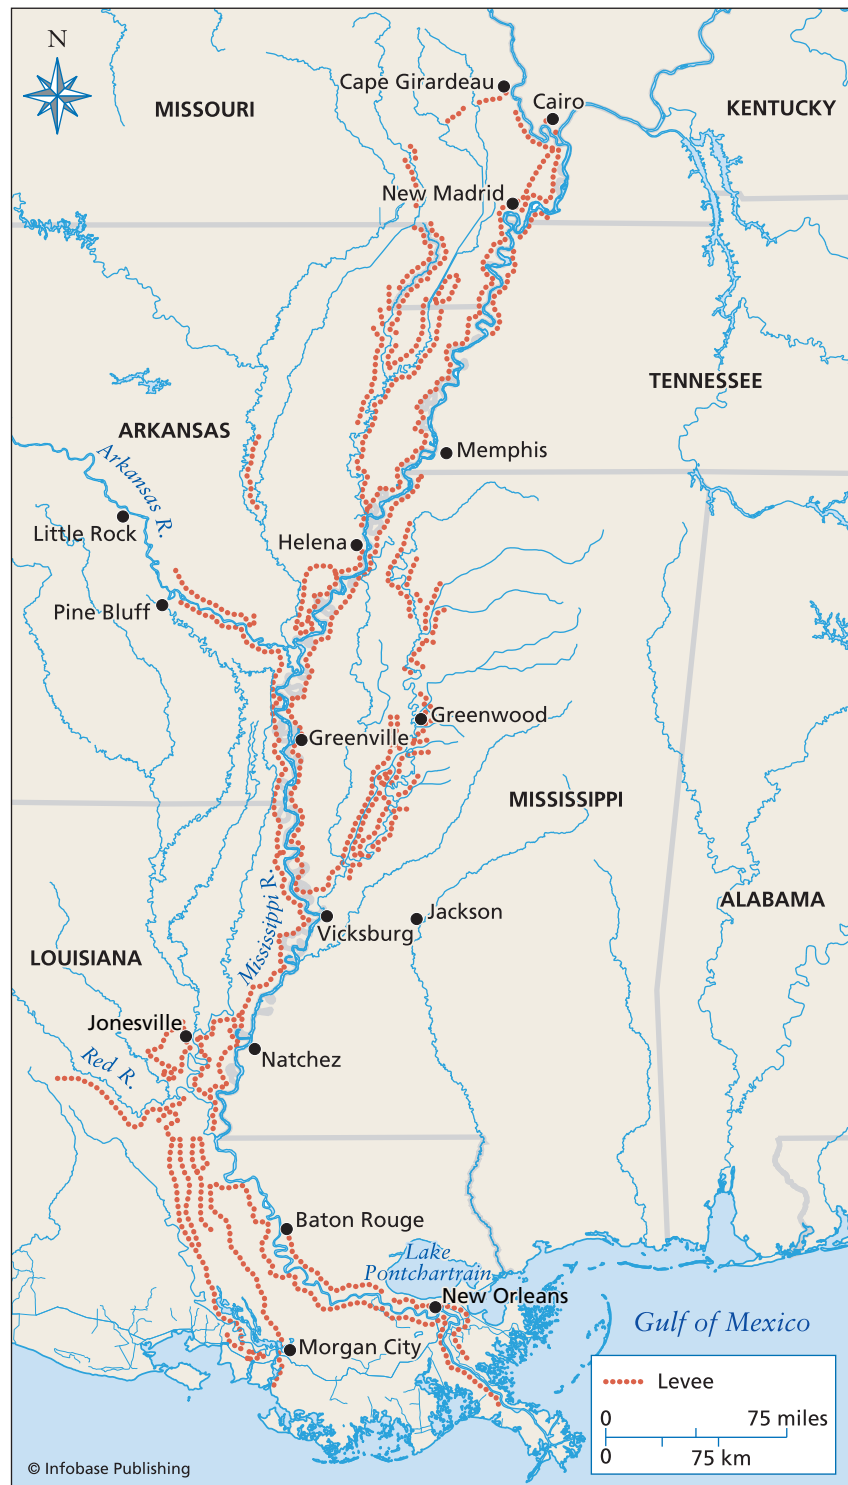 N
Cape Girardeau
Cairo
MISSOURI
KENTUCKY
New Madrid
TENNESSEE
ARKANSAS
Arkansas R.
Memphis
Little Rock
Helena
Pine Bluff
Greenwood
Greenville
MISSISSIPPI
Mississippi R.
ALABAMA
Jackson
Vicksburg
LOUISIANA
Jonesville
Red R.
Natchez
Baton Rouge
Lake
Pontchartrain
New Orleans
Gulf of Mexico
Morgan City
Levee
0 75 miles
0 75 km
© Infobase Publishing